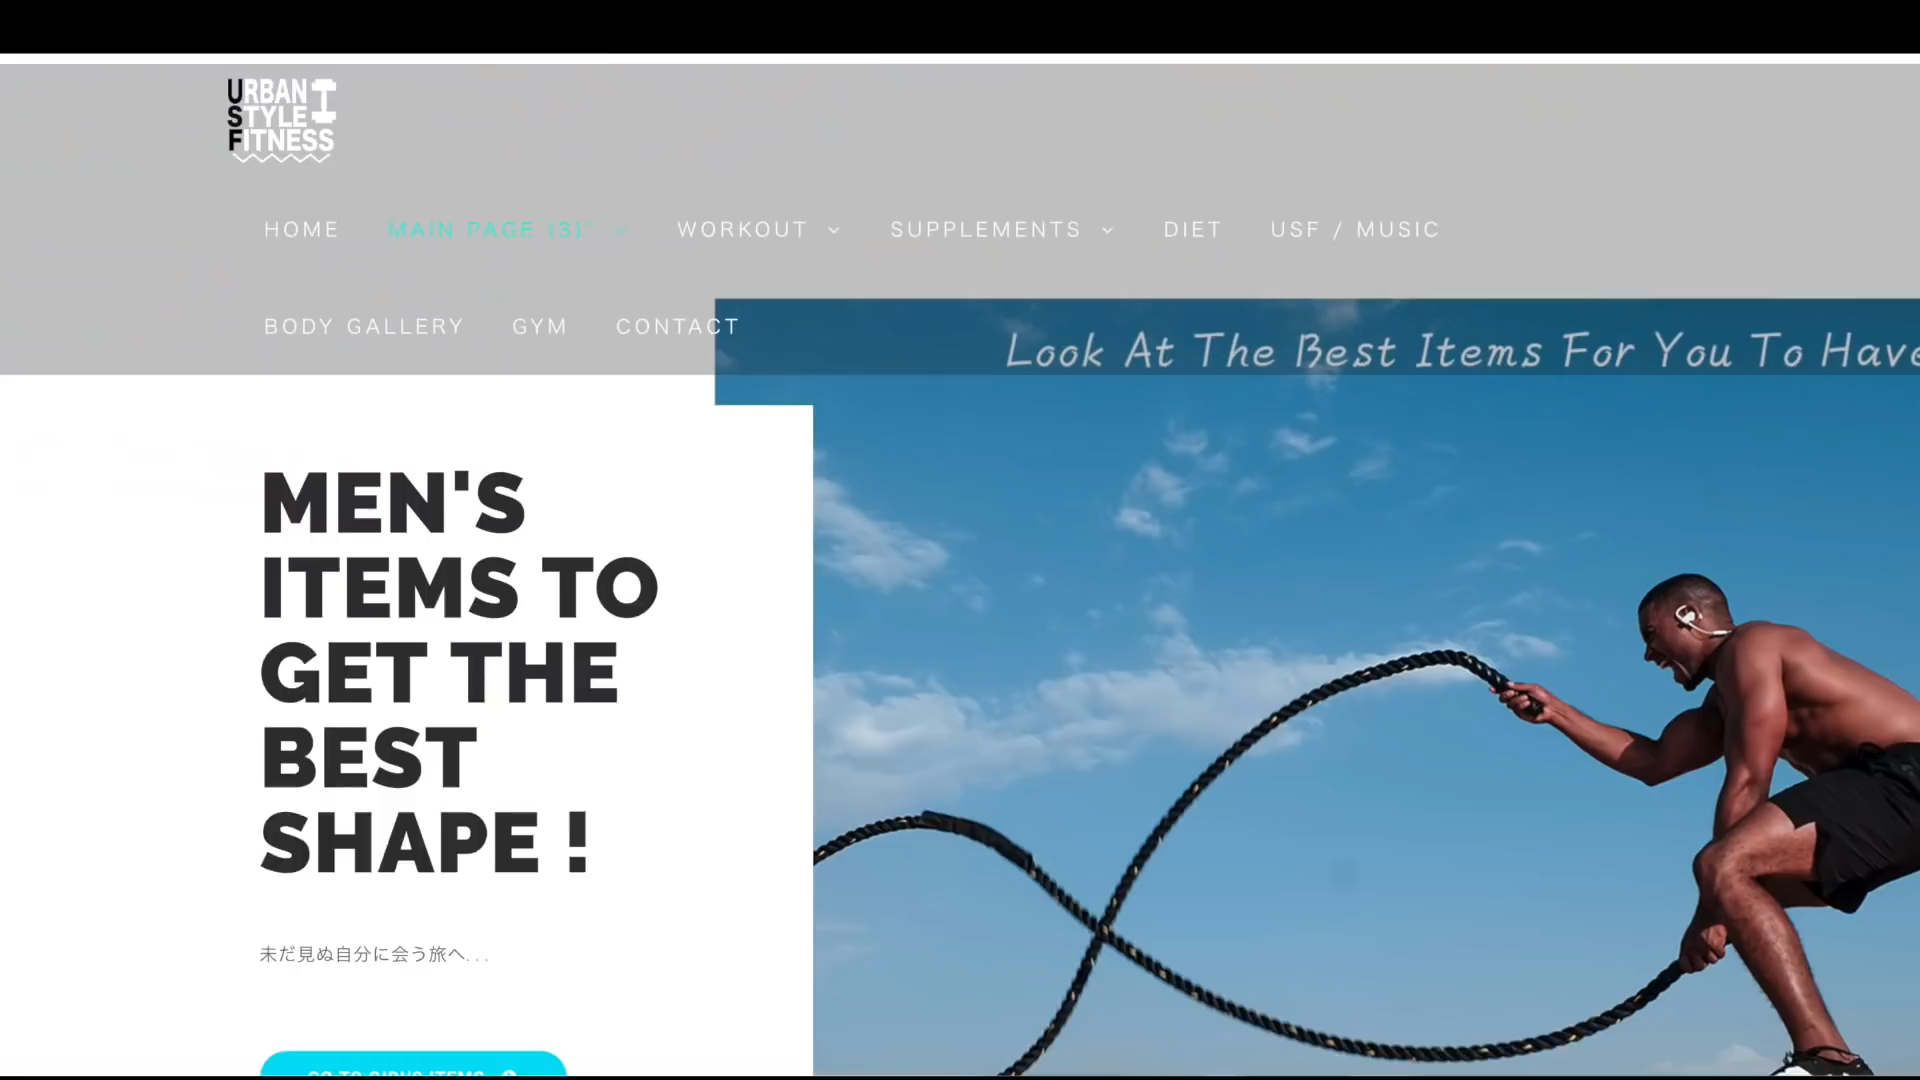 URBAN
STYLE
FITNESS
HOME MAIN PAGE (3) WORKOUT SUPPLEMENTS DIET USF / MUSIC
BODY GALLERY GYM CONTACT
Look At The Best Items For You To Have
MEN'S
ITEMS TO
GET THE
BEST
SHAPE !
未だ見ぬ自分に会う旅へ...